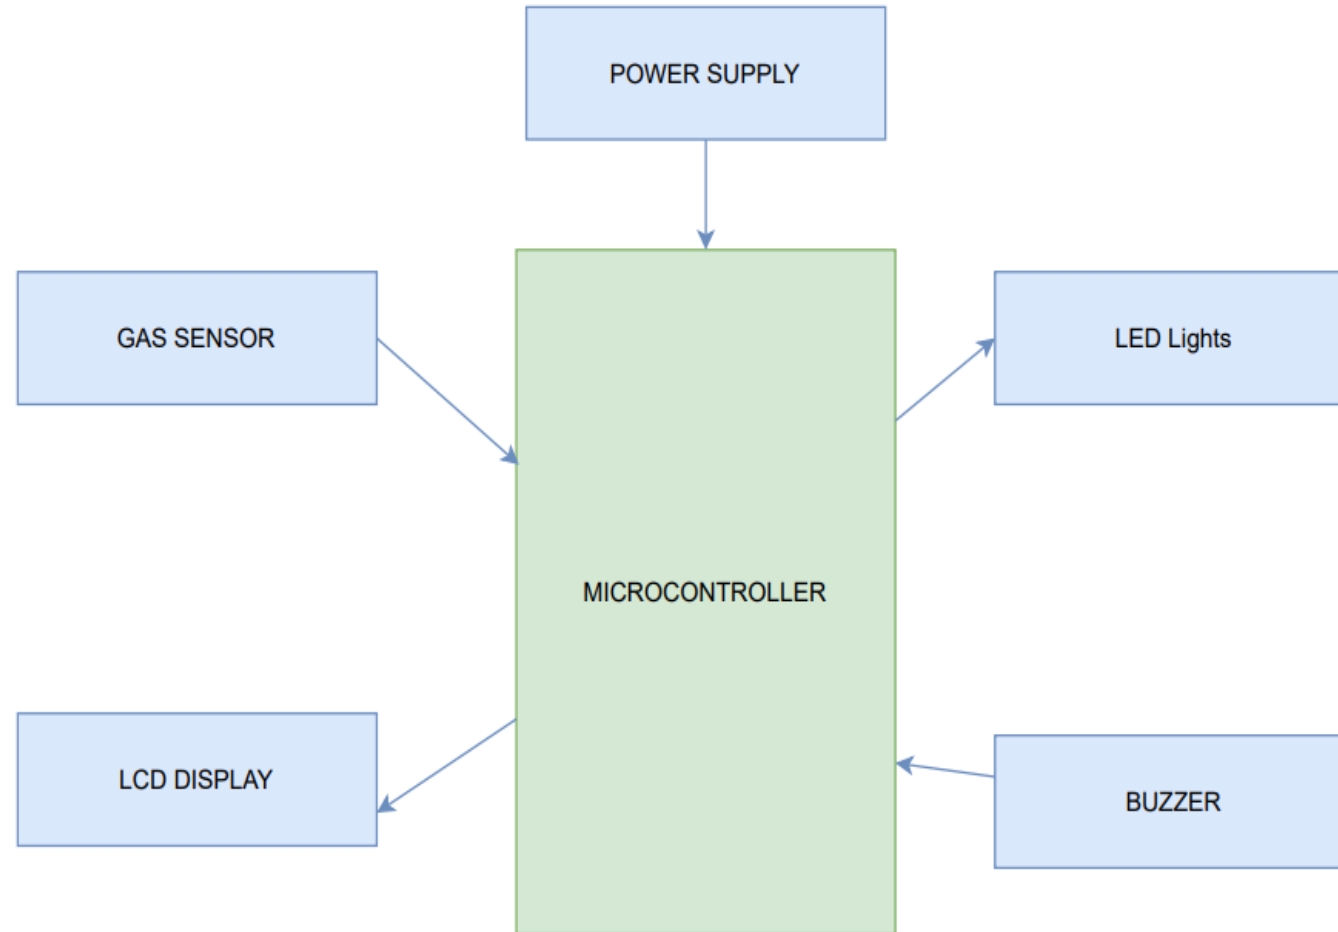 POWER SUPPLY
GAS SENSOR
LED Lights
MICROCONTROLLER
LCD DISPLAY
BUZZER